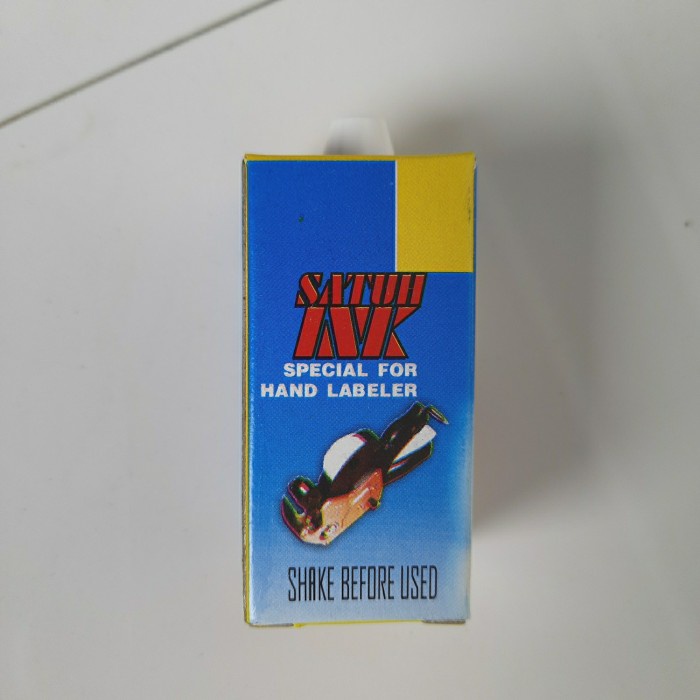 SATUH
INK
SPECIAL FOR
HAND LABELER
SHAKE BEFORE USED